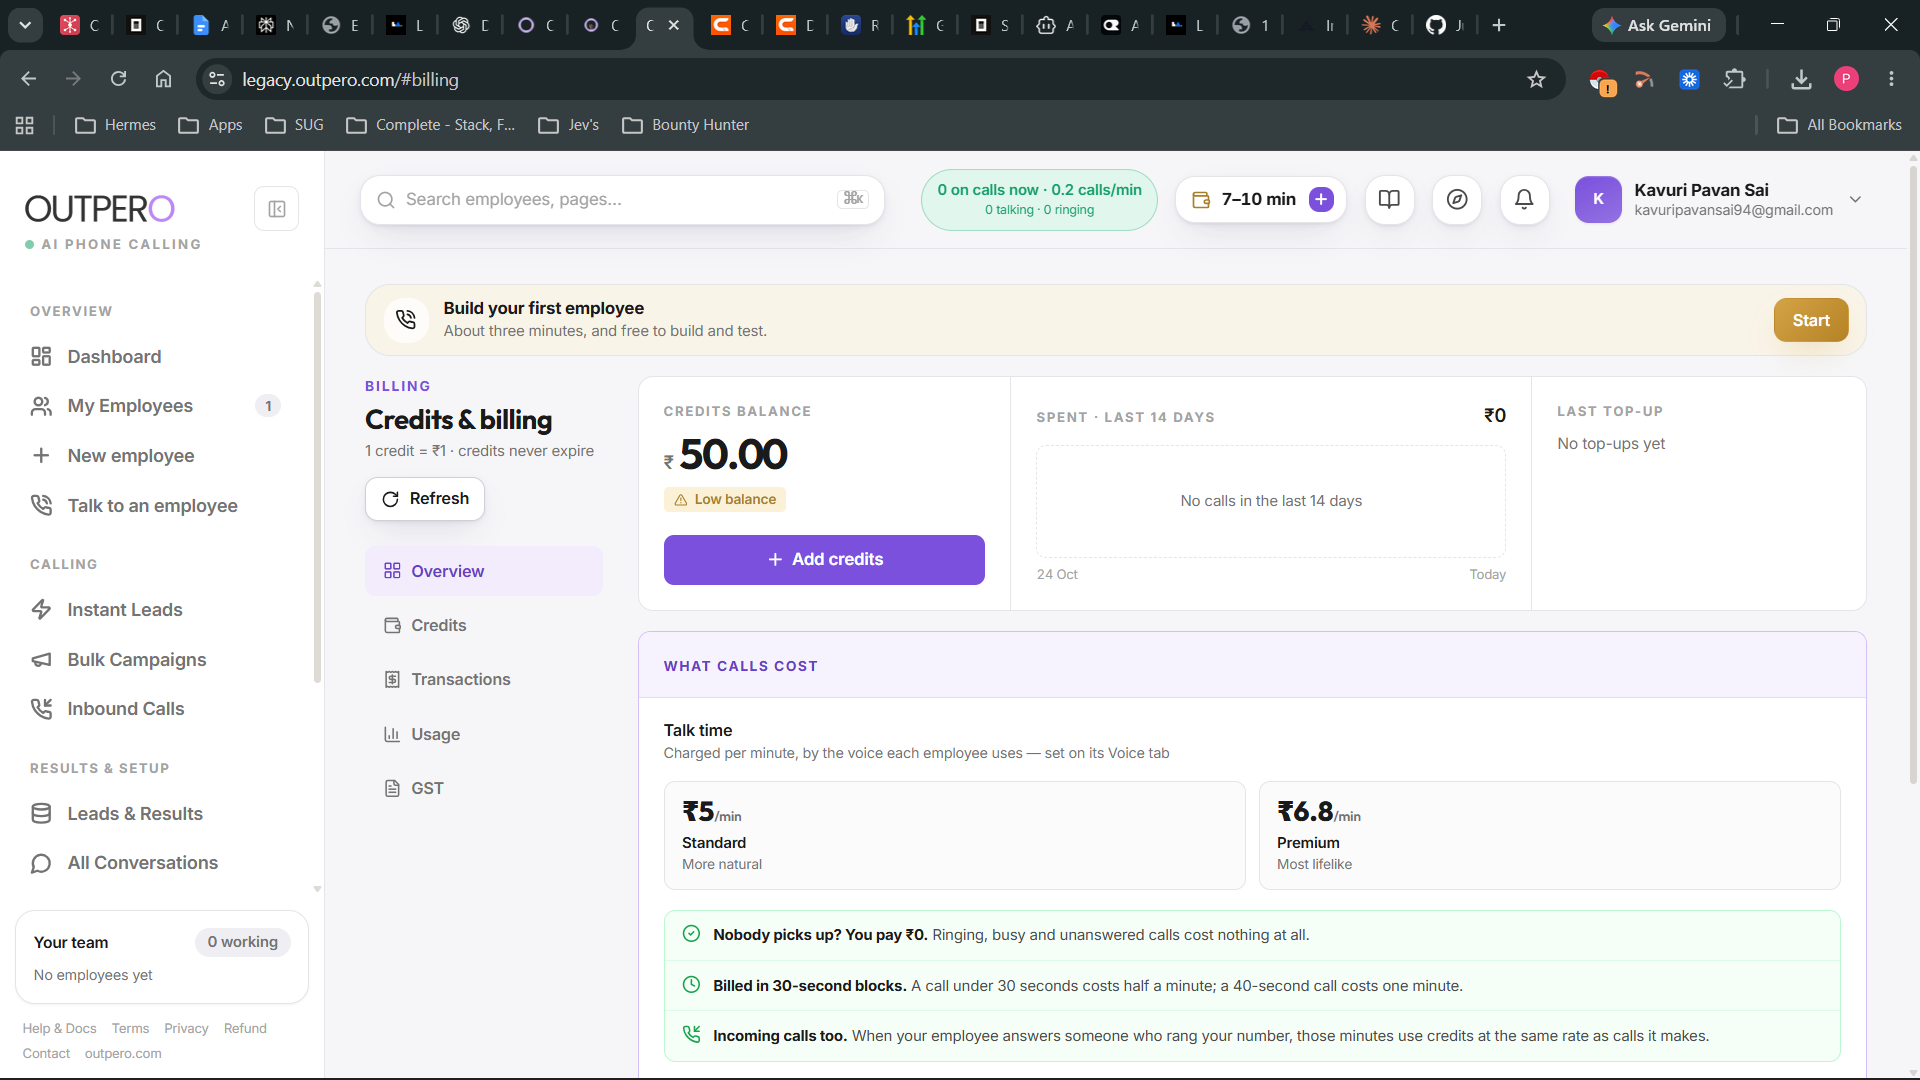 Ask Gemini
legacy.outpero.com/#billing
Hermes
Apps
SUG
Complete - Stack, F...
Jev's
Bounty Hunter
All Bookmarks
OUTPERO
AI PHONE CALLING
Search employees, pages...
⌘K
0 on calls now · 0.2 calls/min
0 talking · 0 ringing
7–10 min
K
Kavuri Pavan Sai
kavuripavansai94@gmail.com
OVERVIEW
Dashboard
My Employees
1
New employee
Talk to an employee
CALLING
Instant Leads
Bulk Campaigns
Inbound Calls
RESULTS & SETUP
Leads & Results
All Conversations
Your team
0 working
No employees yet
Help & Docs
Terms
Privacy
Refund
Contact
outpero.com
Build your first employee
About three minutes, and free to build and test.
Start
BILLING
Credits & billing
1 credit = ₹1 · credits never expire
Refresh
Overview
Credits
Transactions
Usage
GST
CREDITS BALANCE
₹50.00
Low balance
+ Add credits
SPENT · LAST 14 DAYS
₹0
No calls in the last 14 days
24 Oct
Today
LAST TOP-UP
No top-ups yet
WHAT CALLS COST
Talk time
Charged per minute, by the voice each employee uses — set on its Voice tab
₹5/min
Standard
More natural
₹6.8/min
Premium
Most lifelike
Nobody picks up? You pay ₹0. Ringing, busy and unanswered calls cost nothing at all.
Billed in 30-second blocks. A call under 30 seconds costs half a minute; a 40-second call costs one minute.
Incoming calls too. When your employee answers someone who rang your number, those minutes use credits at the same rate as calls it makes.